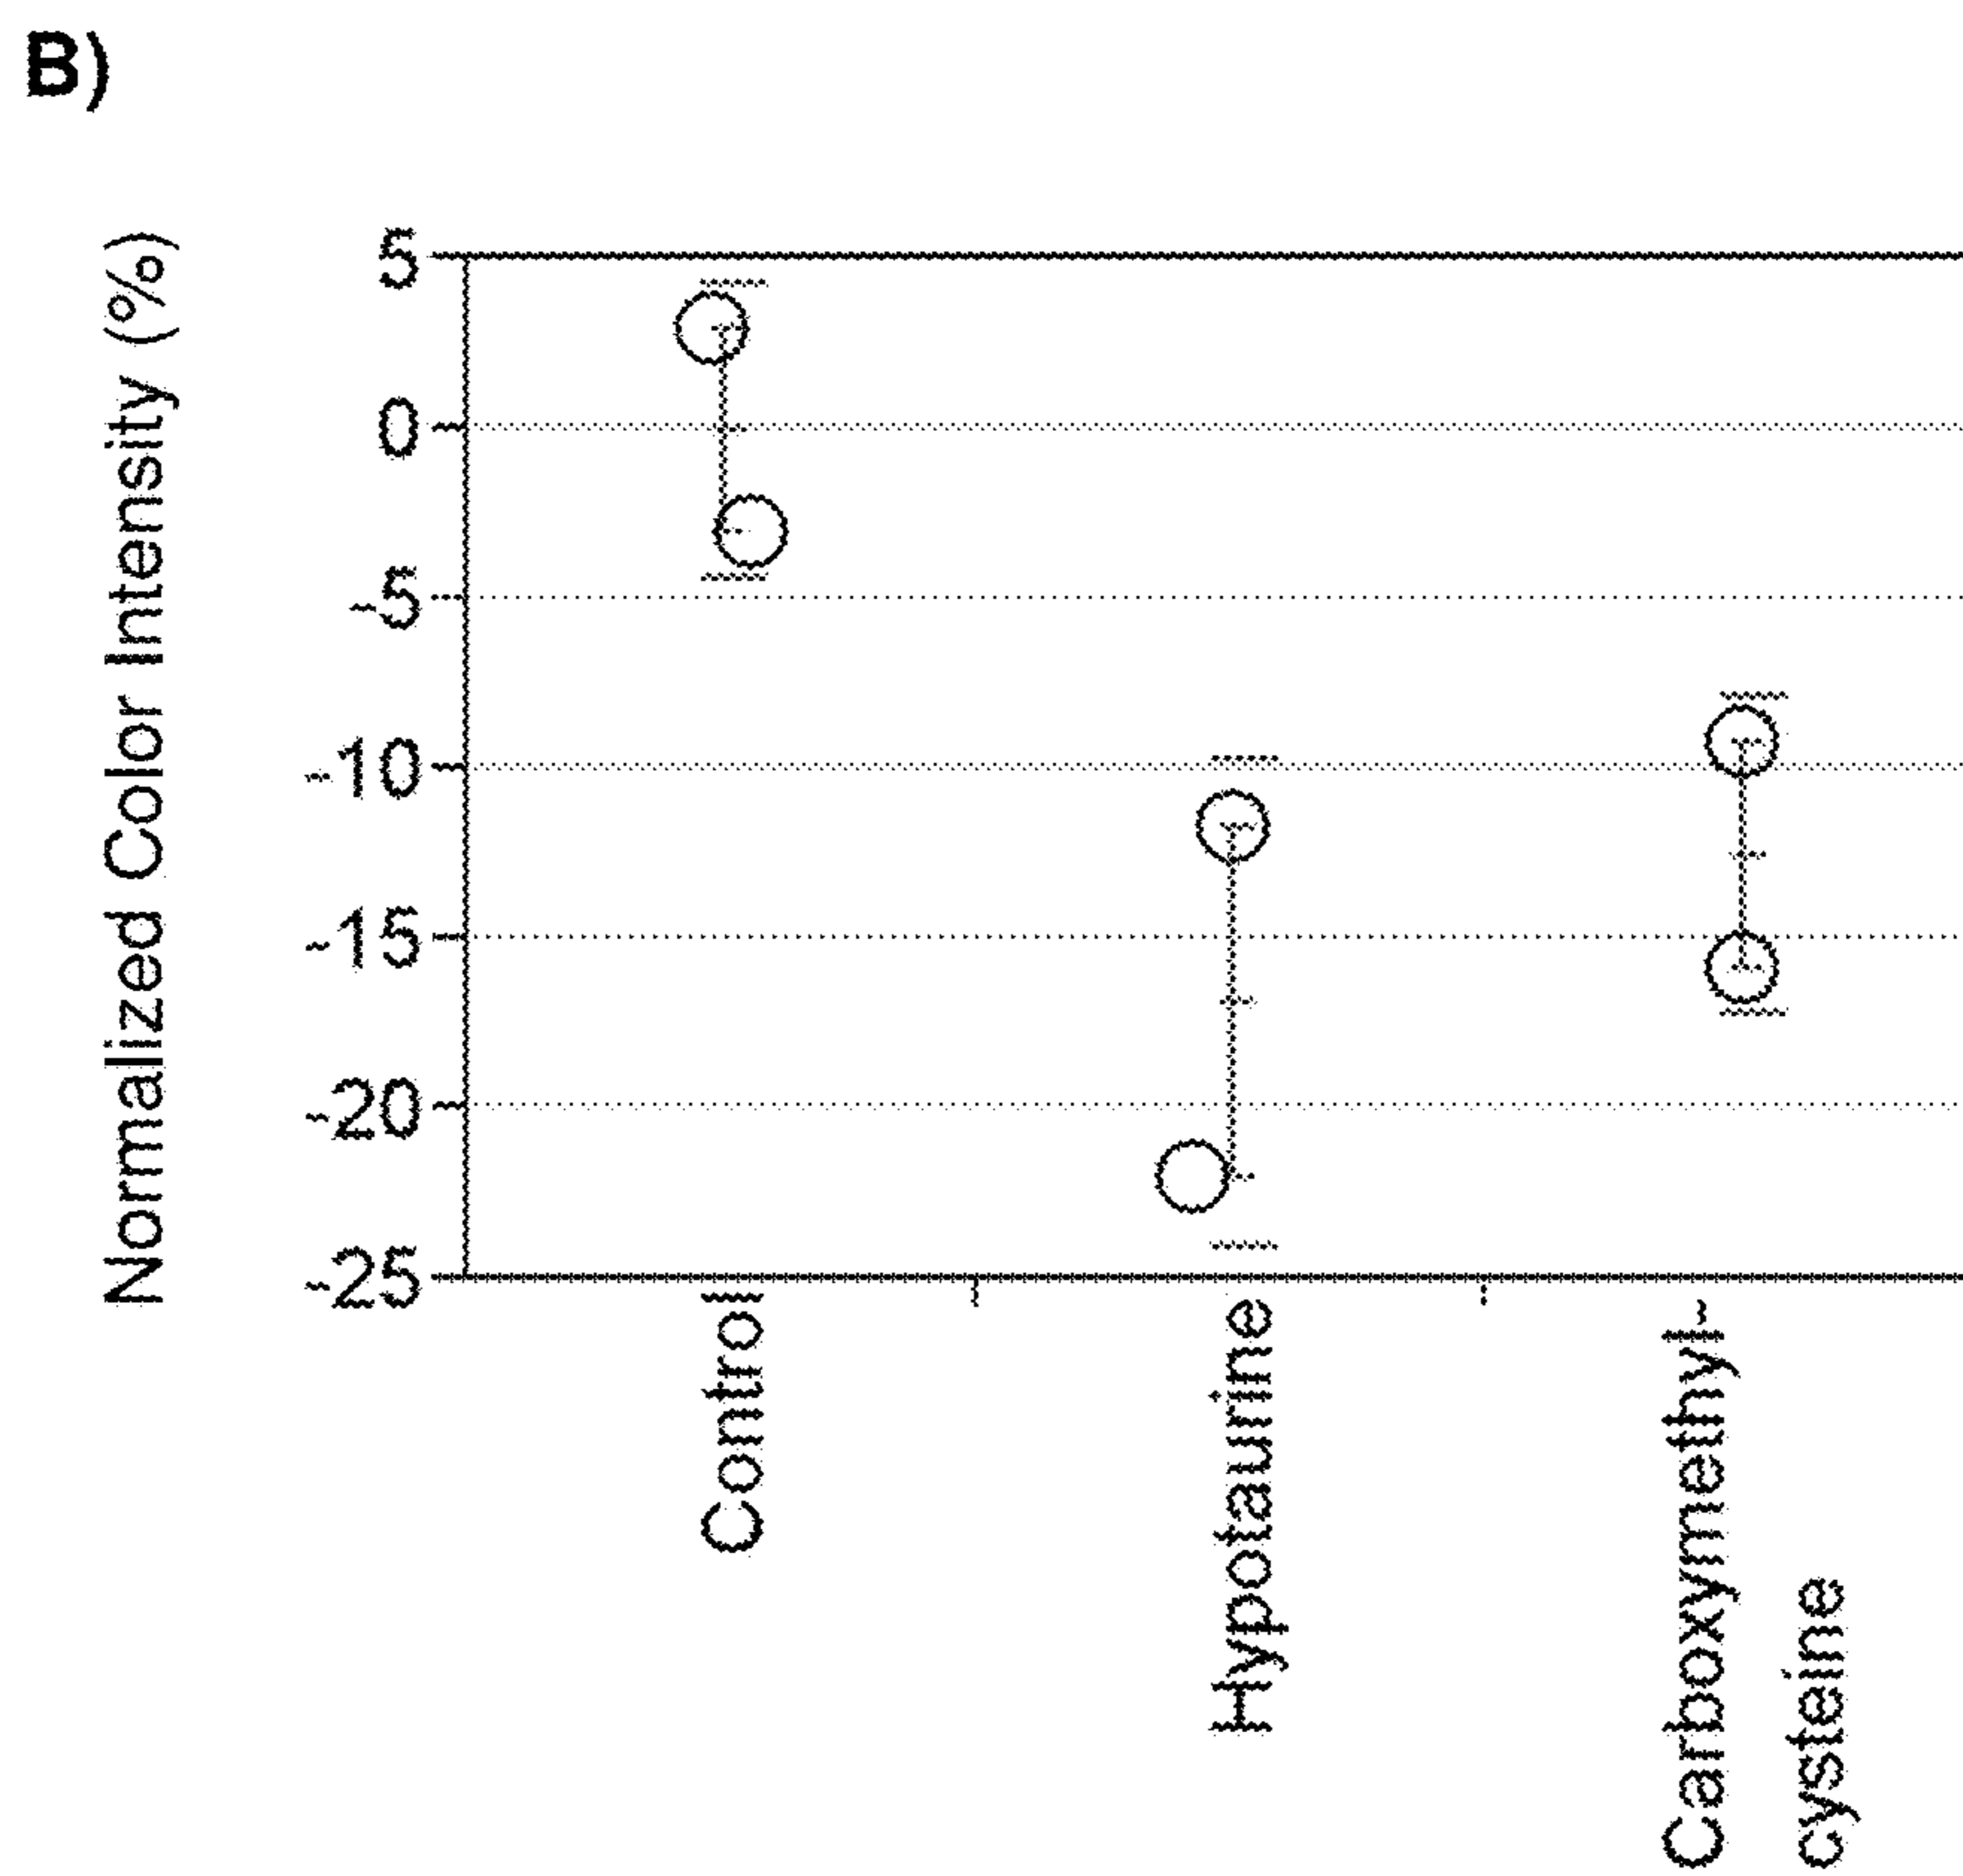 B)
Normalized Color Intensity (%)
5
0
-5
-10
-15
-20
-25
Control
Hypotaurine
Carboxymethyl-
cysteine